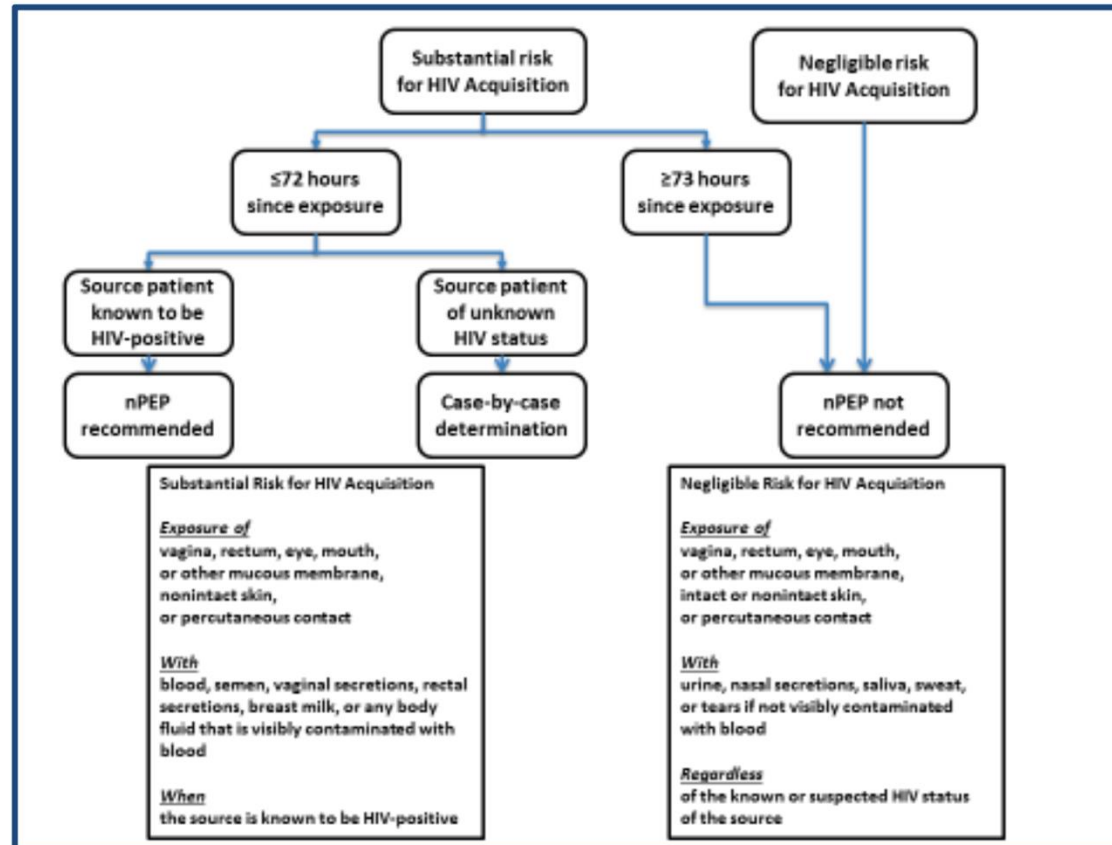 Substantial risk
for HIV Acquisition
Negligible risk
for HIV Acquisition
≤72 hours
since exposure
≥73 hours
since exposure
Source patient
known to be
HIV-positive
Source patient
of unknown
HIV status
nPEP
recommended
Case-by-case
determination
nPEP not
recommended
Substantial Risk for HIV Acquisition
Exposure of
vagina, rectum, eye, mouth,
or other mucous membrane,
nonintact skin,
or percutaneous contact
With
blood, semen, vaginal secretions, rectal
secretions, breast milk, or any body
fluid that is visibly contaminated with
blood
When
the source is known to be HIV-positive
Negligible Risk for HIV Acquisition
Exposure of
vagina, rectum, eye, mouth,
or other mucous membrane,
intact or nonintact skin,
or percutaneous contact
With
urine, nasal secretions, saliva, sweat,
or tears if not visibly contaminated
with blood
Regardless
of the known or suspected HIV status
of the source